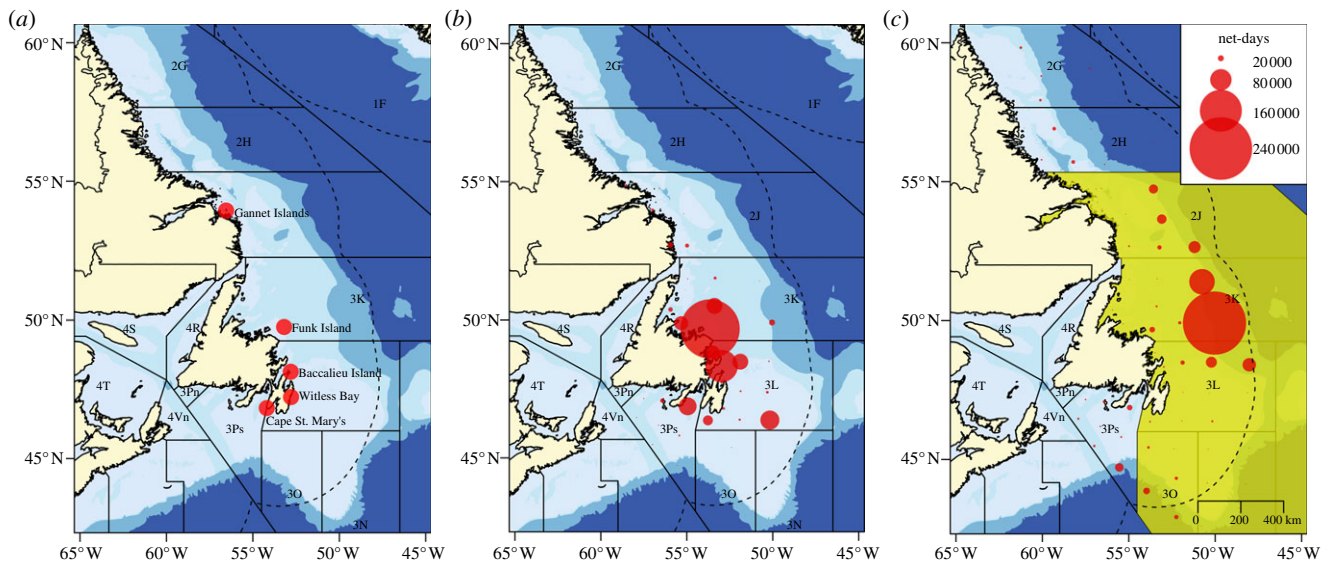 (a)
60° N
55° N
50° N
45° N
65° W
60° W
55° W
50° W
45° W
2G
1F
2H
Gannet Islands
3K
4S
4R
Funk Island
Baccalieu Island
4T
3Pn
Witless Bay
4Vn
3Ps
Cape St. Mary's
3O
3N
(b)
60° N
55° N
50° N
45° N
65° W
60° W
55° W
50° W
45° W
2G
1F
2H
2J
3K
4S
4R
4T
3Pn
3L
4Vn
3Ps
3O
3N
(c)
60° N
55° N
50° N
45° N
65° W
60° W
55° W
50° W
45° W
net-days
20 000
80 000
160 000
240 000
2G
2H
2J
3K
4S
4R
4T
3Pn
3L
4Vn
3Ps
3O
0 200 400 km